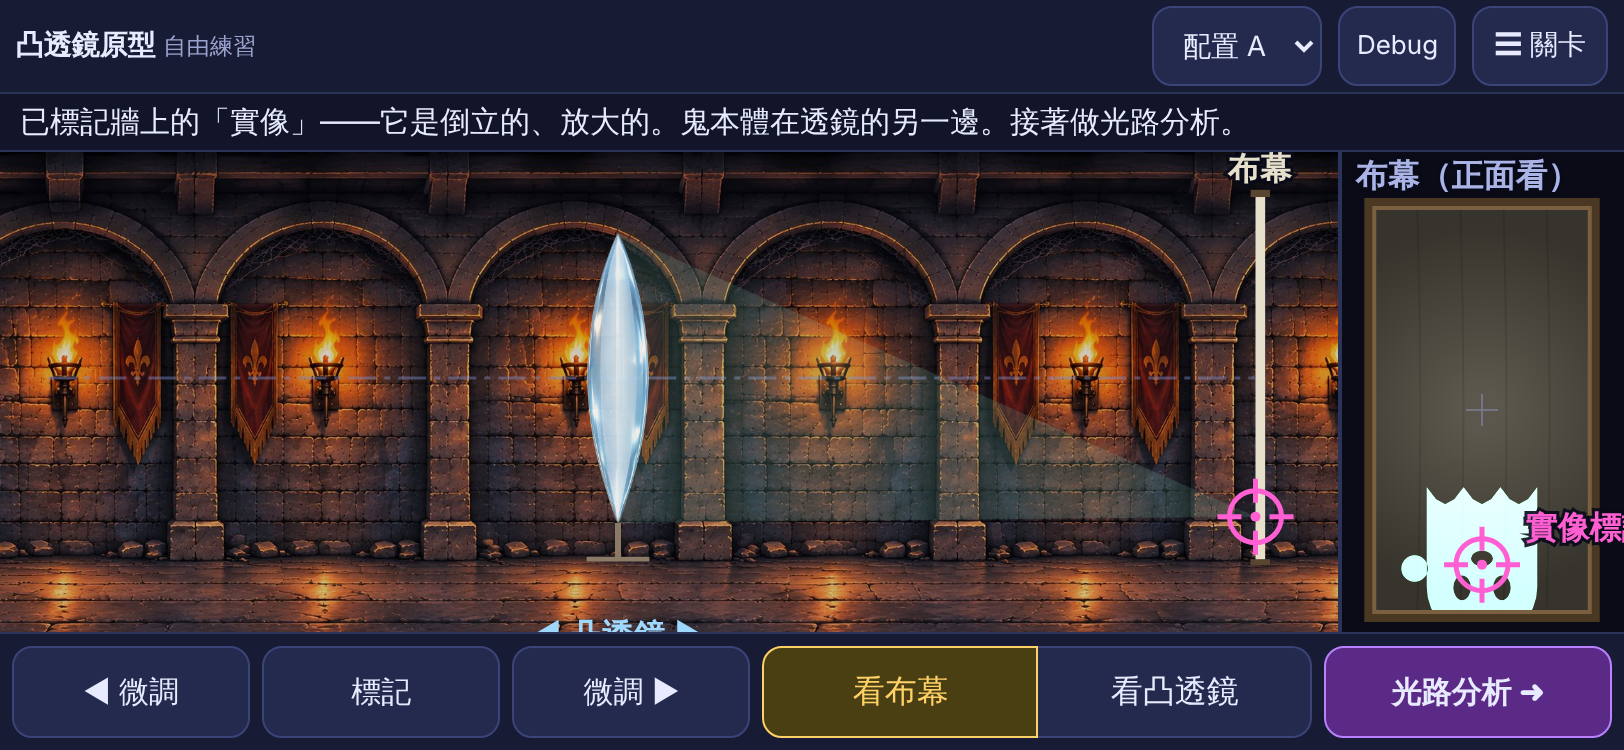 凸透鏡原型 自由練習
配置 A
Debug
☰ 關卡
已標記牆上的「實像」——它是倒立的、放大的。鬼本體在透鏡的另一邊。接著做光路分析。
布幕
布幕（正面看）
實像標
◀ 凸透鏡 ▶
◀ 微調
標記
微調 ▶
看布幕
看凸透鏡
光路分析 ➜